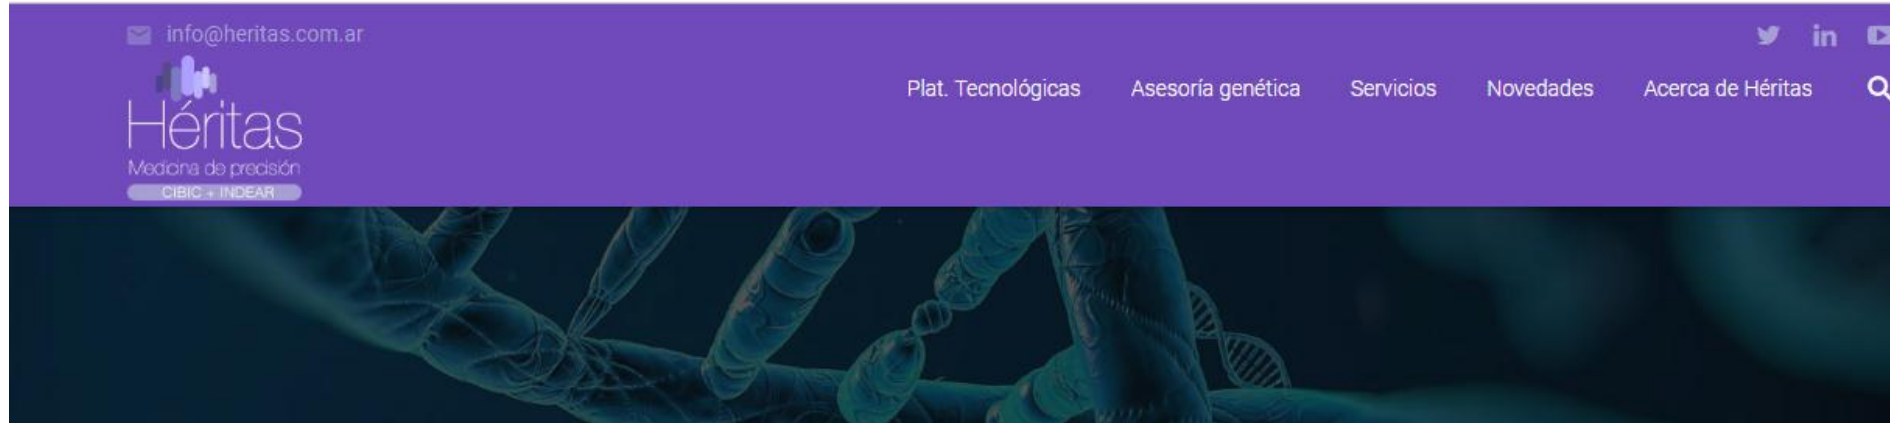 info@heritas.com.ar
Plat. Tecnológicas Asesoría genética Servicios Novedades Acerca de Héritas
Héritas
Medicina de precisión
CIBIC + INDEAR